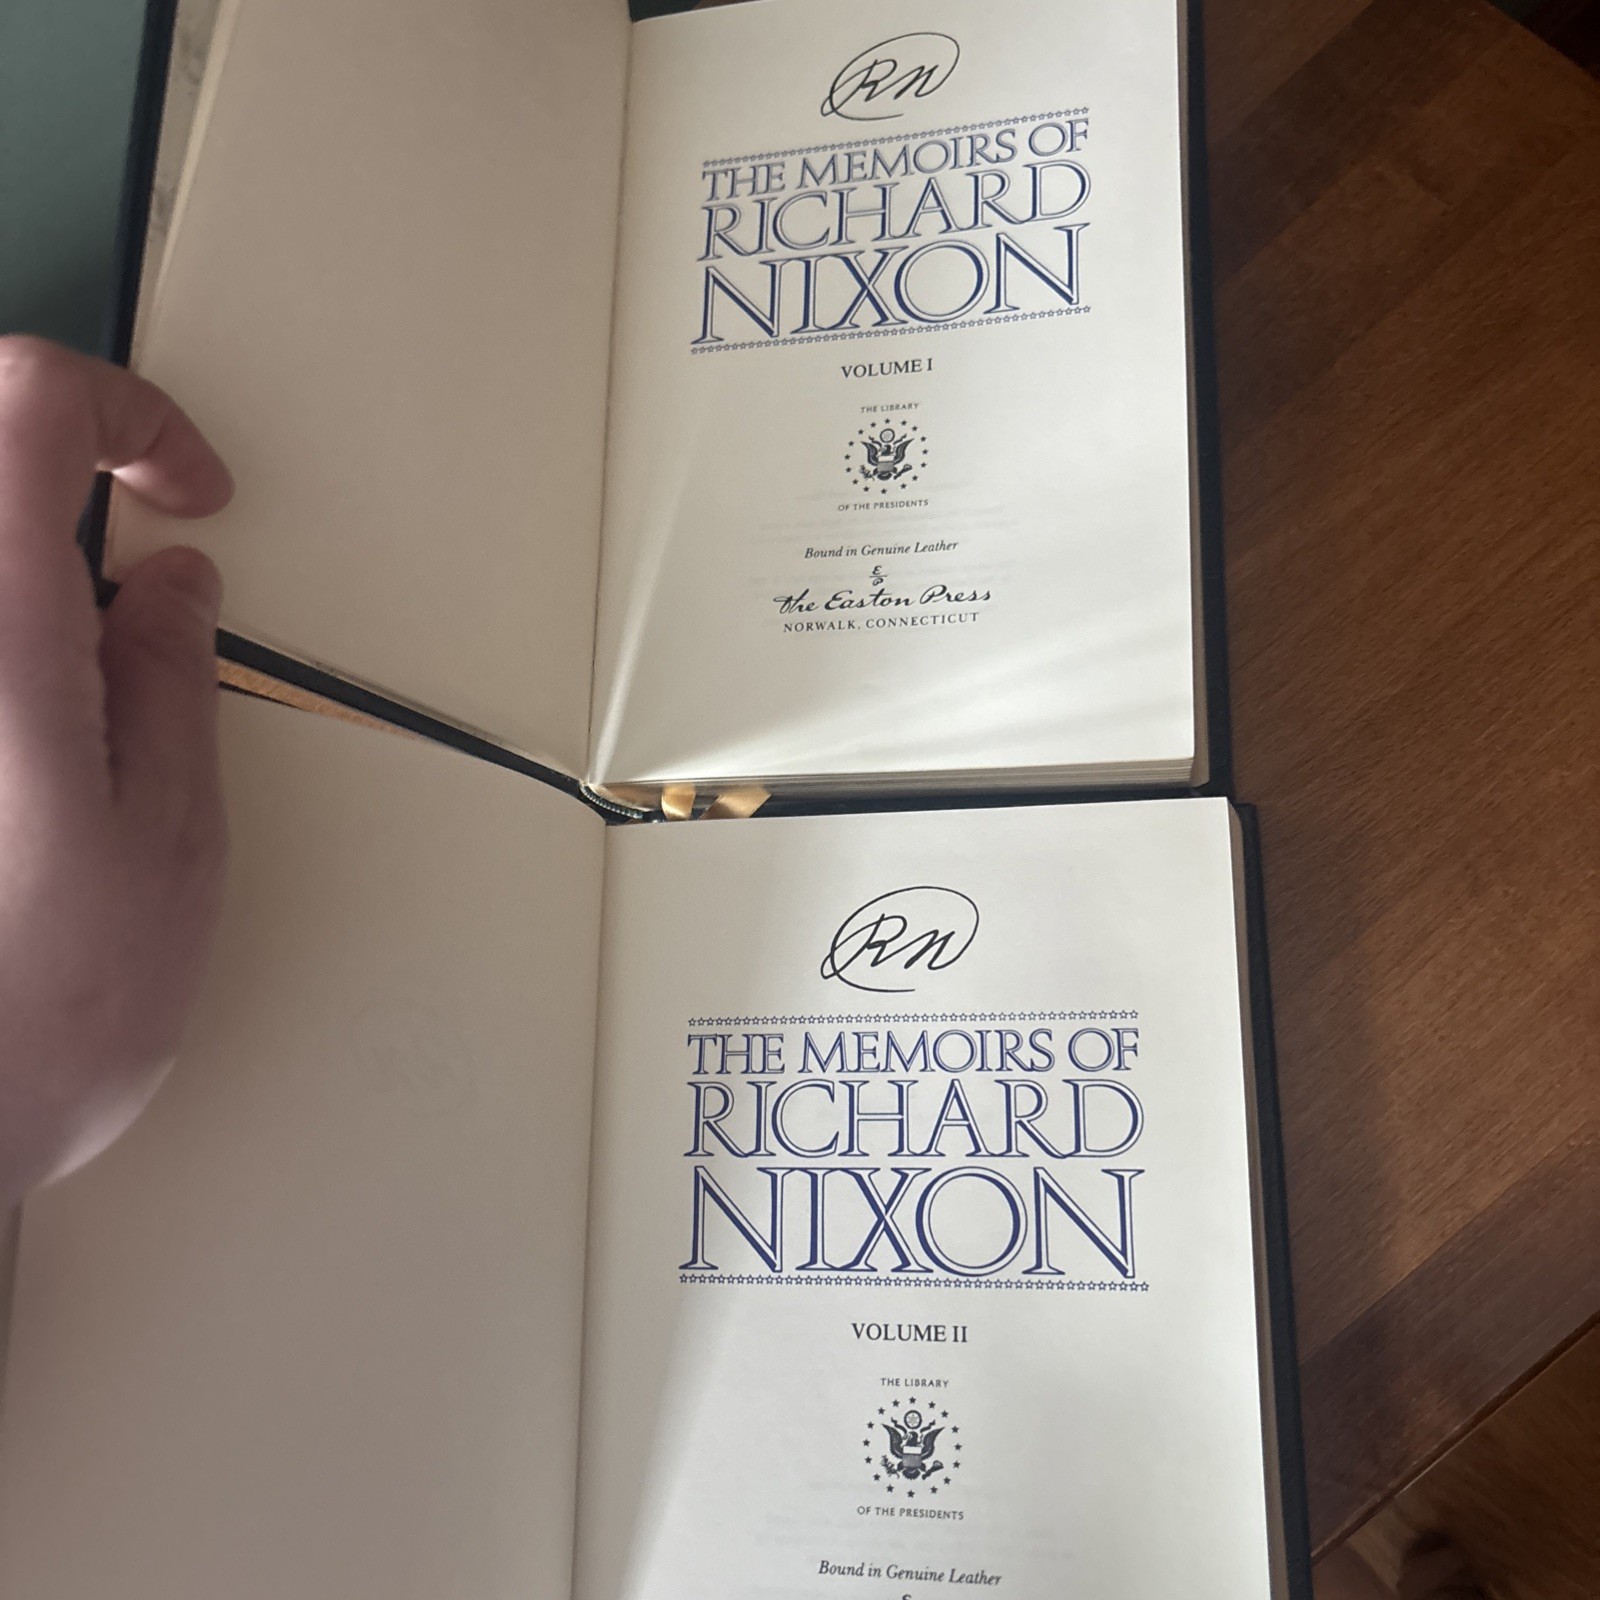 RN
THE MEMOIRS OF
RICHARD
NIXON
VOLUME I
THE LIBRARY
OF THE PRESIDENTS
Bound in Genuine Leather
E
P
The Easton Press
NORWALK, CONNECTICUT
RN
THE MEMOIRS OF
RICHARD
NIXON
VOLUME II
THE LIBRARY
OF THE PRESIDENTS
Bound in Genuine Leather